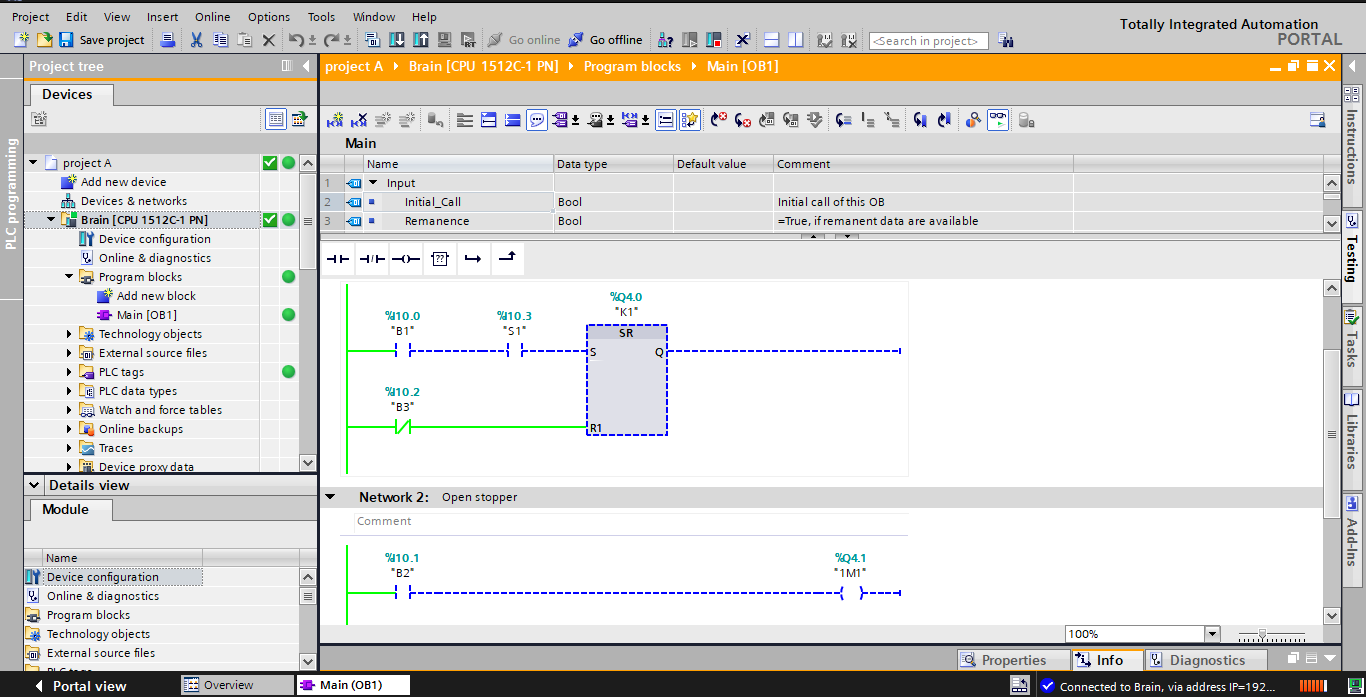 Project Edit View Insert Online Options Tools Window Help
Totally Integrated Automation
PORTAL
Save project Go online Go offline <Search in project>
Project tree
project A Brain [CPU 1512C-1 PN] Program blocks Main [OB1]
Devices
PLC programming
project A
Add new device
Devices & networks
Brain [CPU 1512C-1 PN]
Device configuration
Online & diagnostics
Program blocks
Add new block
Main [OB1]
Technology objects
External source files
PLC tags
PLC data types
Watch and force tables
Online backups
Traces
Device proxy data
Details view
Module
Name
Device configuration
Online & diagnostics
Program blocks
Technology objects
External source files
PLC tags
Main
Name Data type Default value Comment
1 Input
2 Initial_Call Bool Initial call of this OB
3 Remanence Bool =True, if remanent data are available
??
%Q4.0
"K1"
%I10.0 %I10.3
"B1" "S1"
SR
S Q
%I10.2
"B3"
R1
Network 2: Open stopper
Comment
%I10.1 %Q4.1
"B2" "1M1"
100%
Properties Info Diagnostics
Instructions
Testing
Tasks
Libraries
Add-Ins
Portal view Overview Main (OB1) Connected to Brain, via address IP=192...